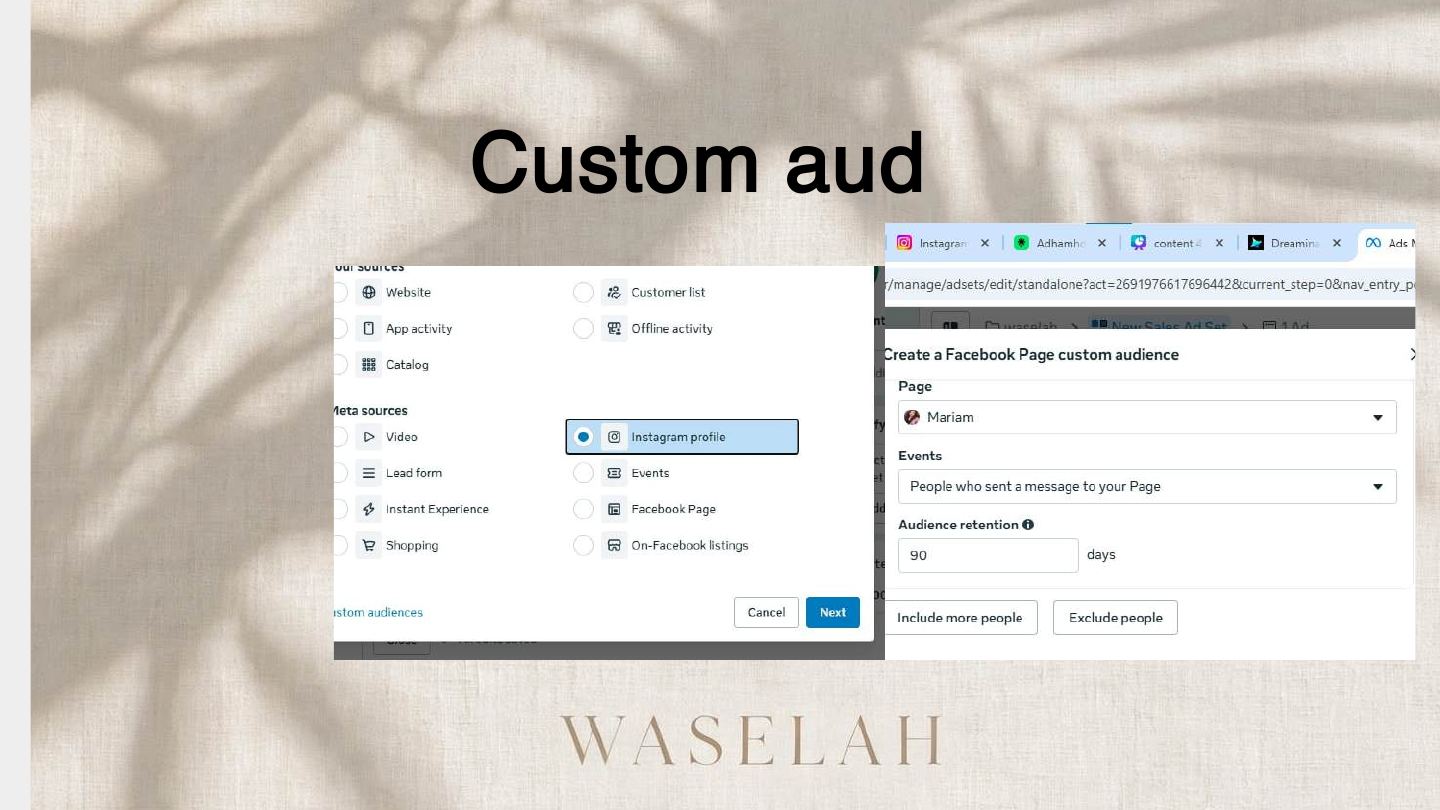 Custom aud
our sources
Website
Customer list
App activity
Offline activity
Catalog
Meta sources
Video
Instagram profile
Lead form
Events
Instant Experience
Facebook Page
Shopping
On-Facebook listings
stom audiences
Cancel
Next
Close
Instagram
Adhamh
content 4
Dreamina
Ads M
r/manage/adsets/edit/standalone?act=2691976617696442&current_step=0&nav_entry_p
waselah
New Sales Ad Set
1 Ad
Create a Facebook Page custom audience
Page
Mariam
Events
People who sent a message to your Page
Audience retention
90
days
Include more people
Exclude people
WASELAH